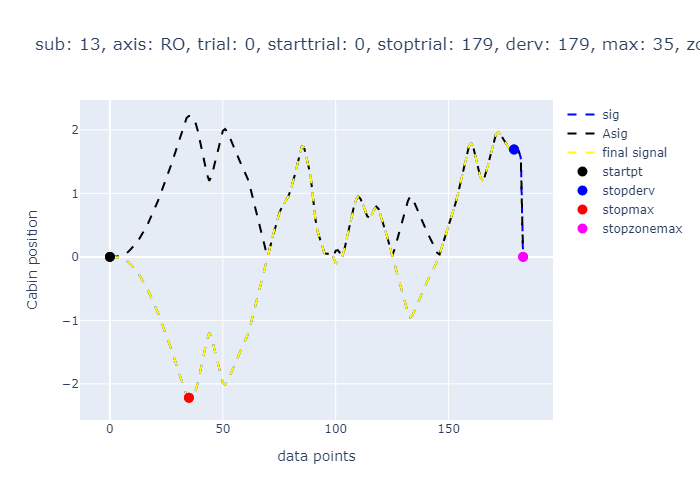 sub: 13, axis: RO, trial: 0, starttrial: 0, stoptrial: 179, derv: 179, max: 35, zo
2
1
0
−1
−2
0
50
100
150
Cabin position
data points
sig
Asig
final signal
startpt
stopderv
stopmax
stopzonemax